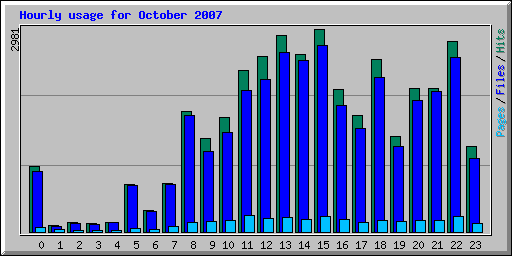 Hourly usage for October 2007
2981
Pages / Files / Hits
0 1 2 3 4 5 6 7 8 9 10 11 12 13 14 15 16 17 18 19 20 21 22 23